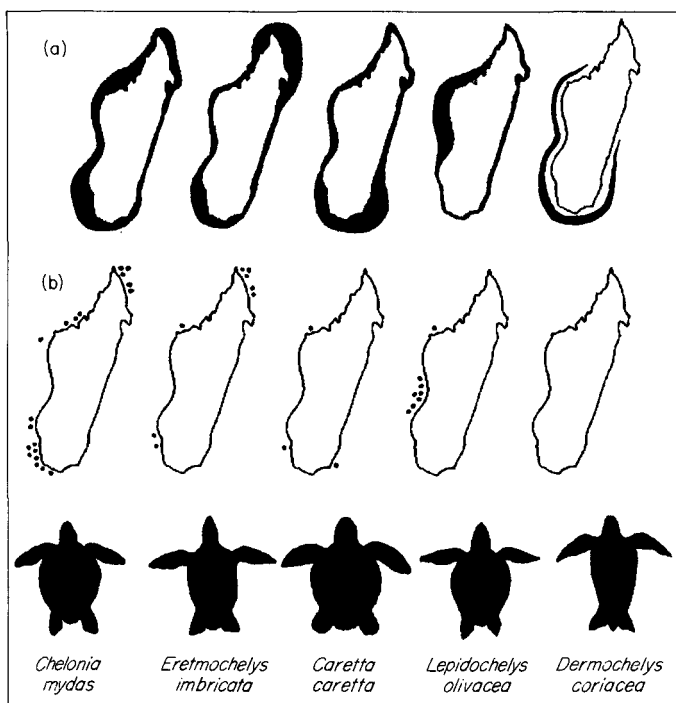 (a)
(b)
Chelonia mydas
Eretmochelys imbricata
Caretta caretta
Lepidochelys olivacea
Dermochelys coriacea